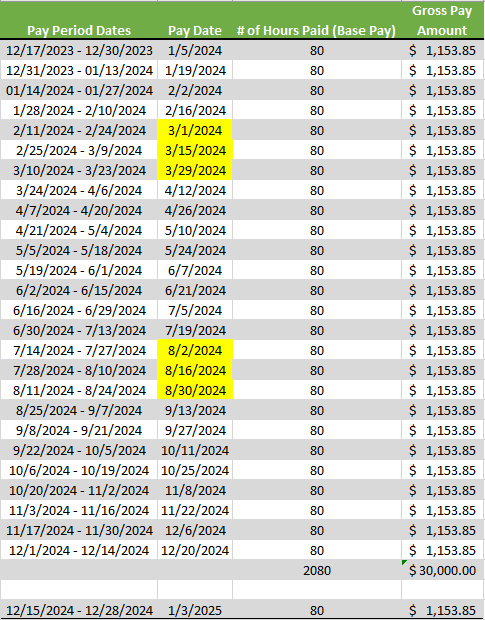 Gross Pay
Pay Period Dates Pay Date # of Hours Paid (Base Pay) Amount
12/17/2023 - 12/30/2023 1/5/2024 80 $ 1,153.85
12/31/2023 - 01/13/2024 1/19/2024 80 $ 1,153.85
01/14/2024 - 01/27/2024 2/2/2024 80 $ 1,153.85
1/28/2024 - 2/10/2024 2/16/2024 80 $ 1,153.85
2/11/2024 - 2/24/2024 3/1/2024 80 $ 1,153.85
2/25/2024 - 3/9/2024 3/15/2024 80 $ 1,153.85
3/10/2024 - 3/23/2024 3/29/2024 80 $ 1,153.85
3/24/2024 - 4/6/2024 4/12/2024 80 $ 1,153.85
4/7/2024 - 4/20/2024 4/26/2024 80 $ 1,153.85
4/21/2024 - 5/4/2024 5/10/2024 80 $ 1,153.85
5/5/2024 - 5/18/2024 5/24/2024 80 $ 1,153.85
5/19/2024 - 6/1/2024 6/7/2024 80 $ 1,153.85
6/2/2024 - 6/15/2024 6/21/2024 80 $ 1,153.85
6/16/2024 - 6/29/2024 7/5/2024 80 $ 1,153.85
6/30/2024 - 7/13/2024 7/19/2024 80 $ 1,153.85
7/14/2024 - 7/27/2024 8/2/2024 80 $ 1,153.85
7/28/2024 - 8/10/2024 8/16/2024 80 $ 1,153.85
8/11/2024 - 8/24/2024 8/30/2024 80 $ 1,153.85
8/25/2024 - 9/7/2024 9/13/2024 80 $ 1,153.85
9/8/2024 - 9/21/2024 9/27/2024 80 $ 1,153.85
9/22/2024 - 10/5/2024 10/11/2024 80 $ 1,153.85
10/6/2024 - 10/19/2024 10/25/2024 80 $ 1,153.85
10/20/2024 - 11/2/2024 11/8/2024 80 $ 1,153.85
11/3/2024 - 11/16/2024 11/22/2024 80 $ 1,153.85
11/17/2024 - 11/30/2024 12/6/2024 80 $ 1,153.85
12/1/2024 - 12/14/2024 12/20/2024 80 $ 1,153.85
2080 $ 30,000.00
12/15/2024 - 12/28/2024 1/3/2025 80 $ 1,153.85